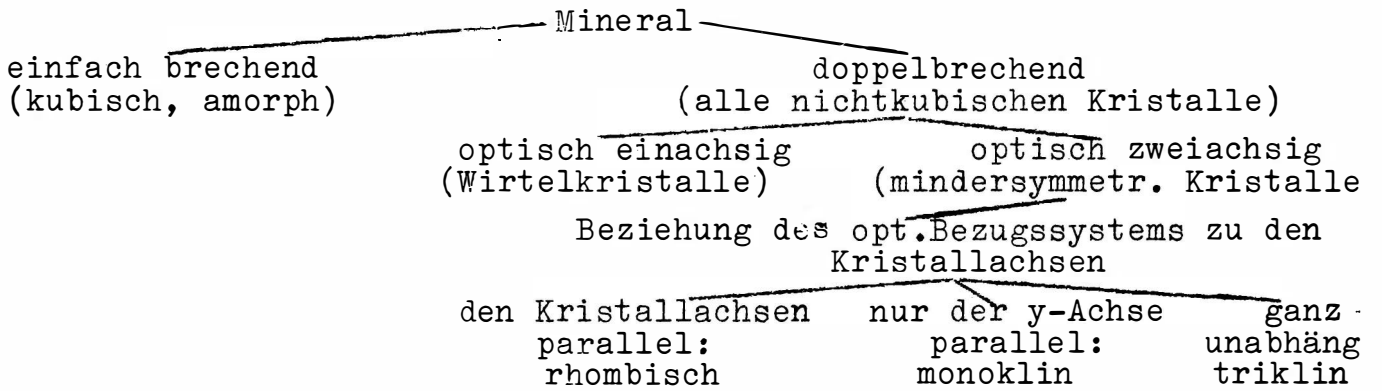 Mineral
einfach brechend
(kubisch, amorph)
doppelbrechend
(alle nichtkubischen Kristalle)
optisch einachsig
(Wirtelkristalle)
optisch zweiachsig
(mindersymmetr. Kristalle
Beziehung des opt.Bezugssystems zu den
Kristallachsen
den Kristallachsen
parallel:
rhombisch
nur der y-Achse
parallel:
monoklin
ganz
unabhäng
triklin